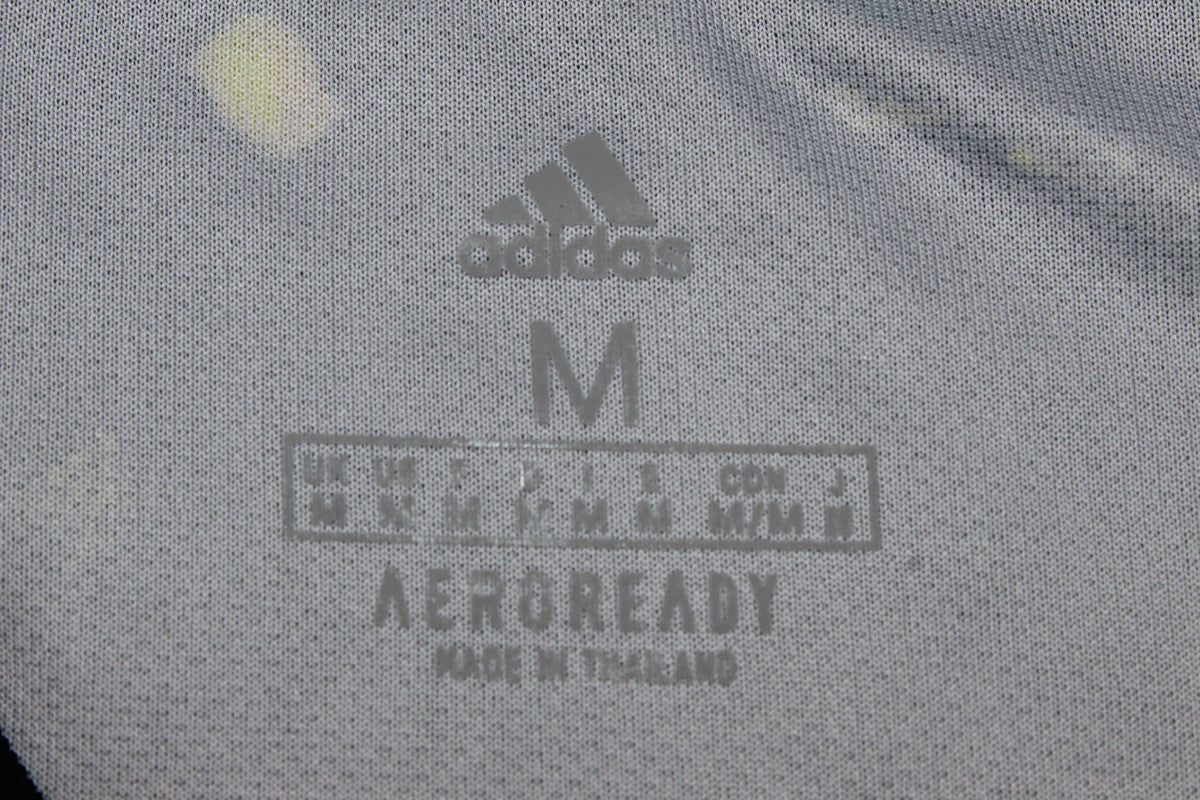 adidas
M
UK US F D I E CDN J
M M M M M M M/M M
AEROREADY
MADE IN THAILAND